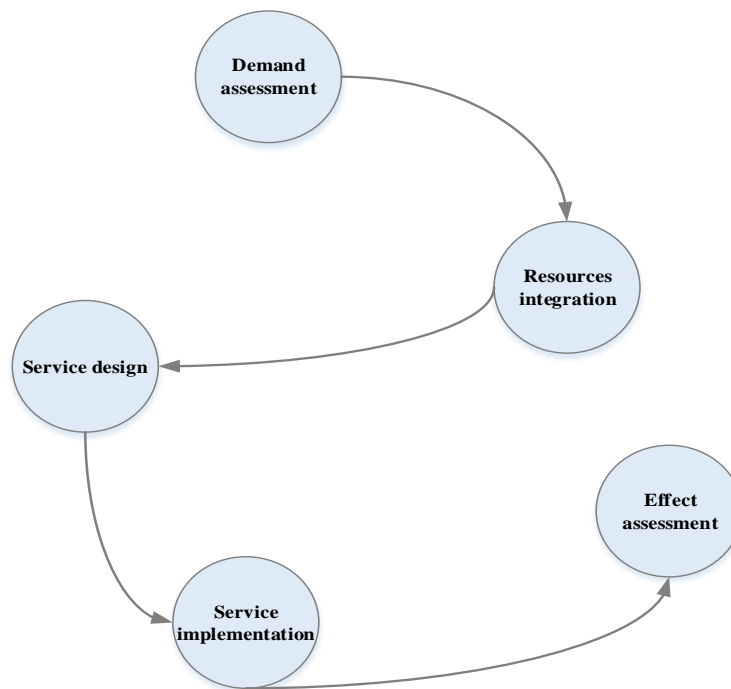 Demand
assessment
Resources
integration
Service design
Effect
assessment
Service
implementation